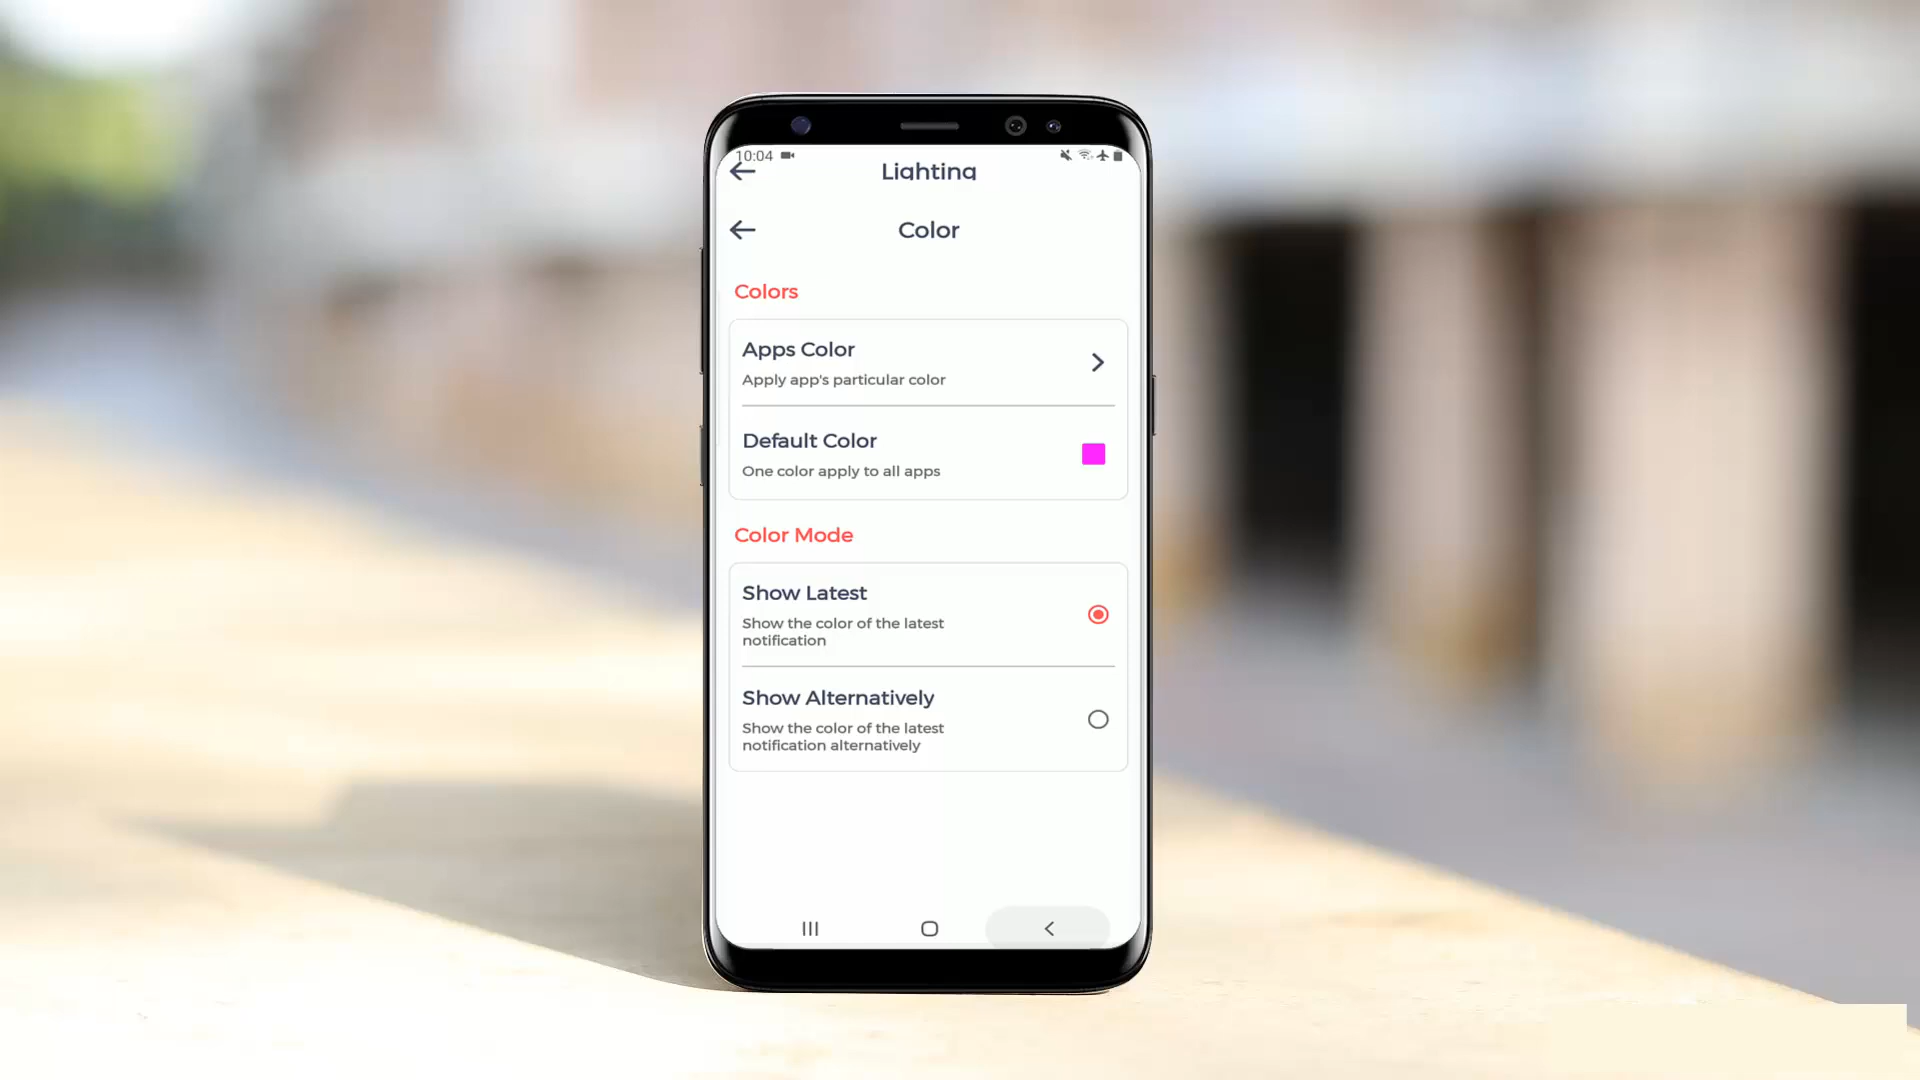 10:04
Lighting
Color
Colors
Apps Color
Apply app's particular color
Default Color
One color apply to all apps
Color Mode
Show Latest
Show the color of the latest
notification
Show Alternatively
Show the color of the latest
notification alternatively